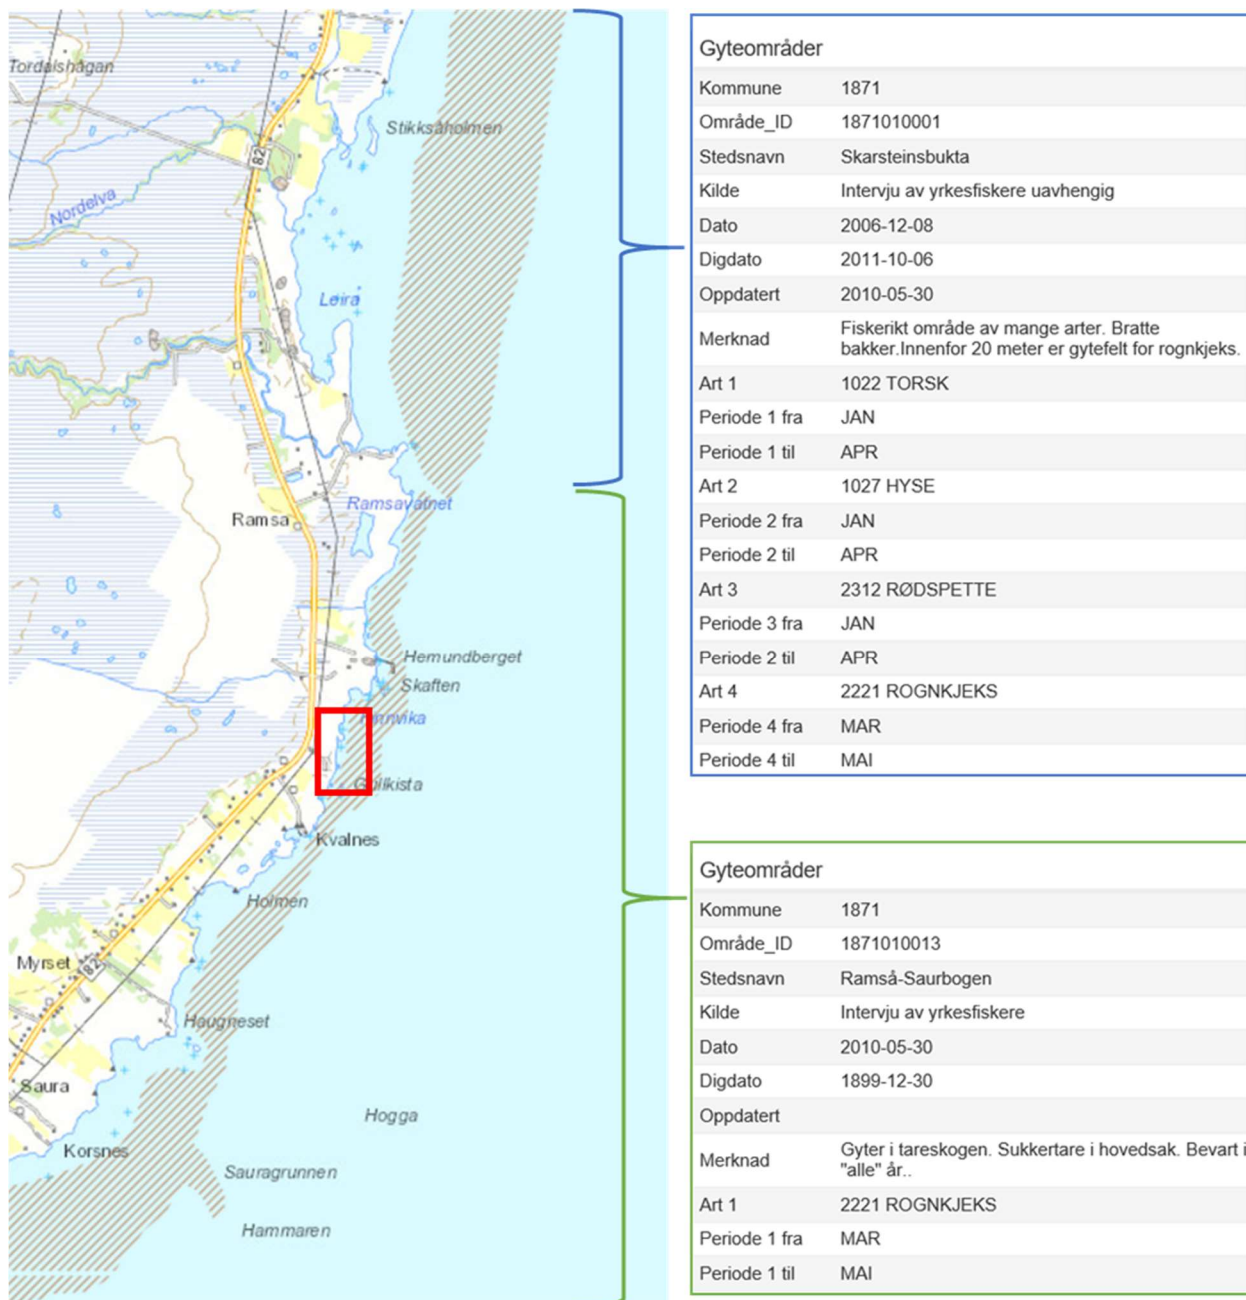 Tordalshågan
Stikksåholmen
82
Nordelva
Leira
Ramsavatnet
Ramsa
Hemundberget
Skaften
Gullkista
Kvalnes
Holmen
Myrset
82
Haugneset
Saura
Hogga
Korsnes
Sauragrunnen
Hammaren
Gyteområder
Kommune 1871
Område_ID 1871010001
Stedsnavn Skarsteinsbukta
Kilde Intervju av yrkesfiskere uavhengig
Dato 2006-12-08
Digdato 2011-10-06
Oppdatert 2010-05-30
Merknad Fiskerikt område av mange arter. Bratte
bakker.Innenfor 20 meter er gytefelt for rognkjeks.
Art 1 1022 TORSK
Periode 1 fra JAN
Periode 1 til APR
Art 2 1027 HYSE
Periode 2 fra JAN
Periode 2 til APR
Art 3 2312 RØDSPETTE
Periode 3 fra JAN
Periode 2 til APR
Art 4 2221 ROGNKJEKS
Periode 4 fra MAR
Periode 4 til MAI
Gyteområder
Kommune 1871
Område_ID 1871010013
Stedsnavn Ramså-Saurbogen
Kilde Intervju av yrkesfiskere
Dato 2010-05-30
Digdato 1899-12-30
Oppdatert
Merknad Gyter i tareskogen. Sukkertare i hovedsak. Bevart i
"alle" år..
Art 1 2221 ROGNKJEKS
Periode 1 fra MAR
Periode 1 til MAI